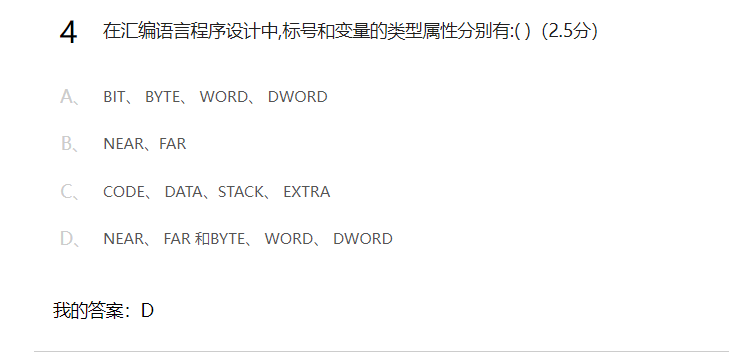 4 在汇编语言程序设计中,标号和变量的类型属性分别有:( )（2.5分）
A、 BIT、 BYTE、 WORD、 DWORD
B、 NEAR、FAR
C、 CODE、 DATA、STACK、 EXTRA
D、 NEAR、 FAR 和BYTE、 WORD、 DWORD
我的答案：D